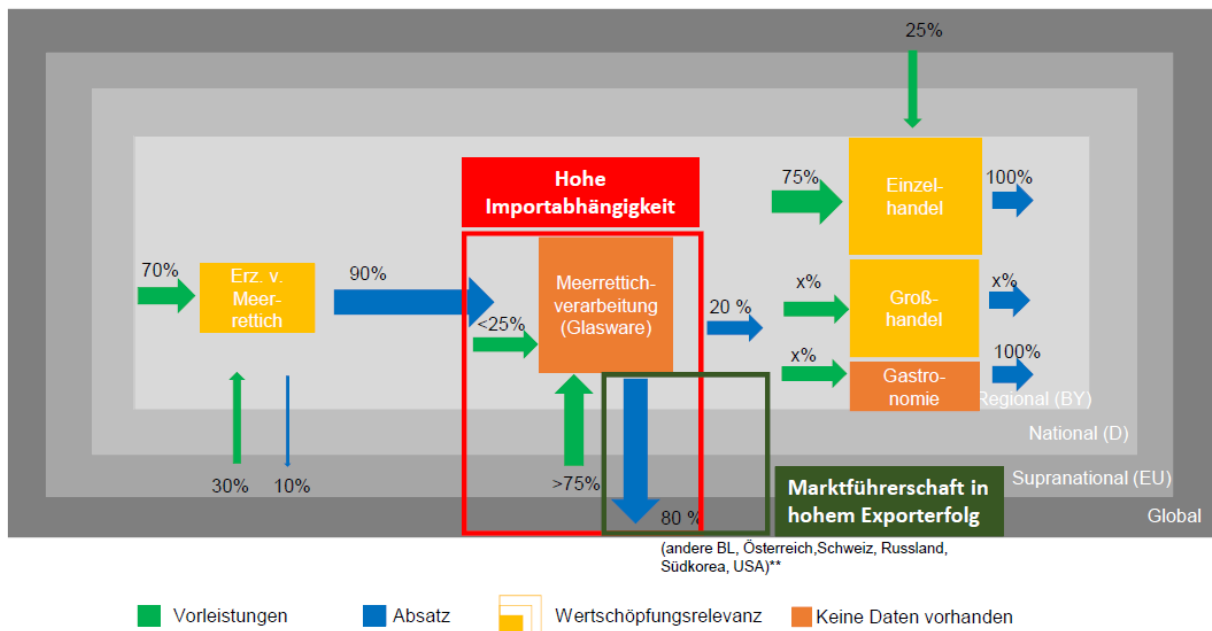 25%
Hohe
Importabhängigkeit
75%
Einzel-
handel
100%
70%
Erz. v.
Meer-
rettich
90%
<25%
Meerrettich-
verarbeitung
(Glasware)
20 %
x%
Groß-
handel
x%
x%
Gastro-
nomie
100%
Regional (BY)
National (D)
Supranational (EU)
Global
30%
10%
>75%
80 %
Marktführerschaft in
hohem Exporterfolg
(andere BL, Österreich,Schweiz, Russland,
Südkorea, USA)**
Vorleistungen
Absatz
Wertschöpfungsrelevanz
Keine Daten vorhanden